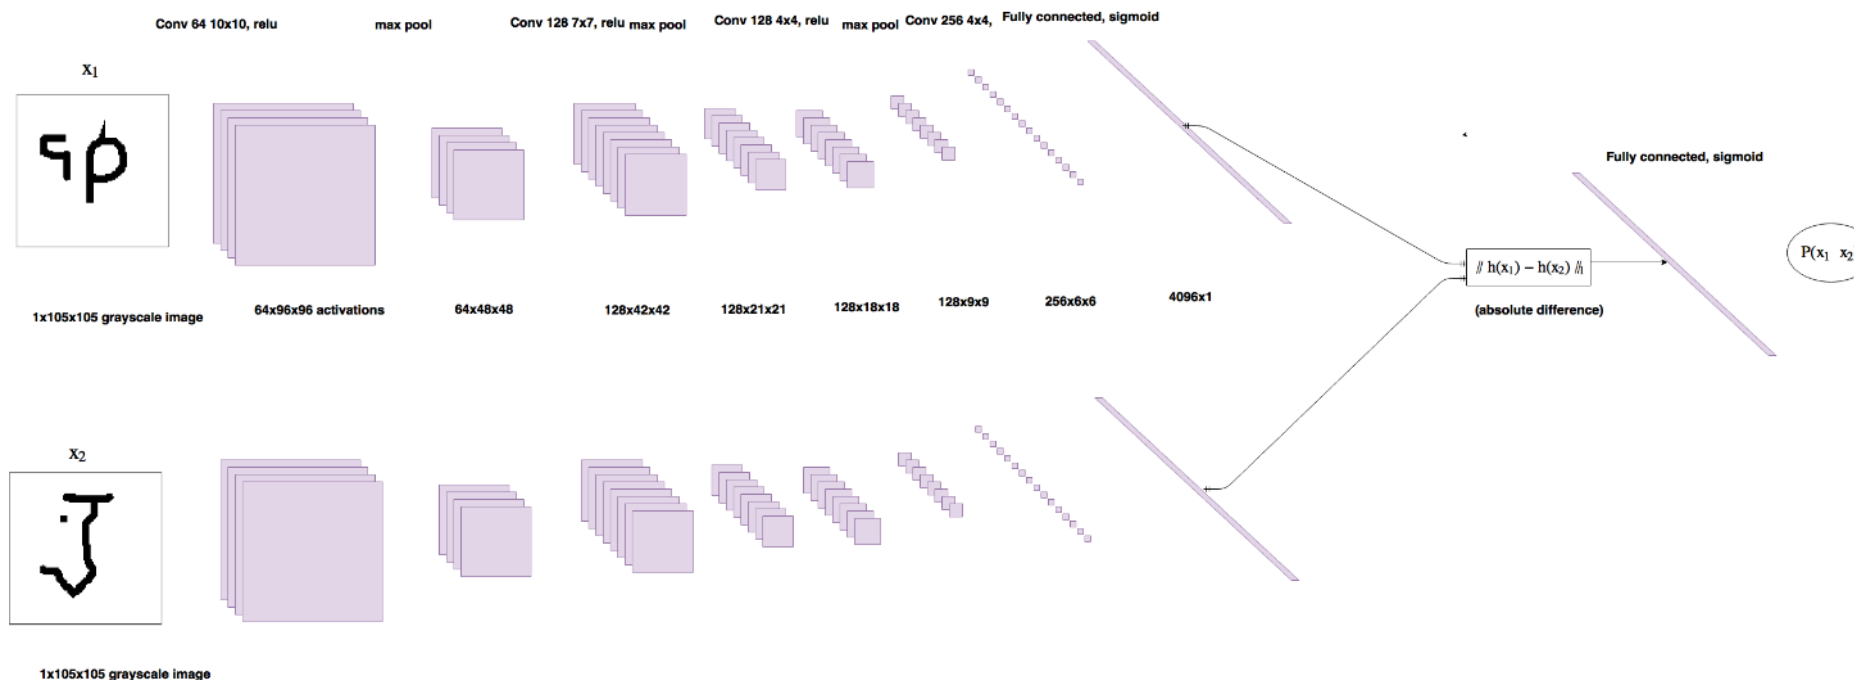 Conv 64 10x10, relu
max pool
Conv 128 7x7, relu
max pool
Conv 128 4x4, relu
max pool
Conv 256 4x4,
Fully connected, sigmoid
x1
Fully connected, sigmoid
// h(x1) − h(x2) //1
P(x1 x2
1x105x105 grayscale image
64x96x96 activations
64x48x48
128x42x42
128x21x21
128x18x18
128x9x9
256x6x6
4096x1
(absolute difference)
x2
1x105x105 grayscale image